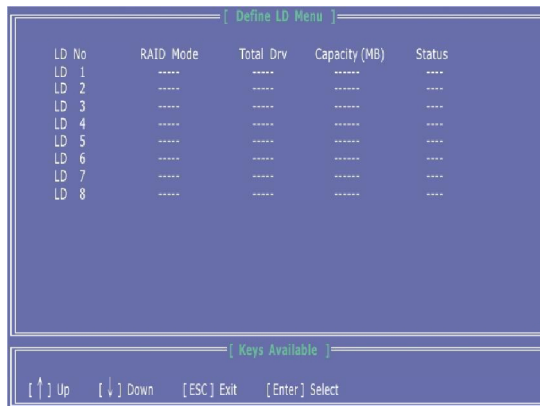 [ Define LD Menu ]
LD No RAID Mode Total Drv Capacity (MB) Status
LD 1 ----- ----- ------ ----
LD 2 ----- ----- ------ ----
LD 3 ----- ----- ------ ----
LD 4 ----- ----- ------ ----
LD 5 ----- ----- ------ ----
LD 6 ----- ----- ------ ----
LD 7 ----- ----- ------ ----
LD 8 ----- ----- ------ ----
[ Keys Available ]
[↑] Up [↓] Down [ESC] Exit [Enter] Select